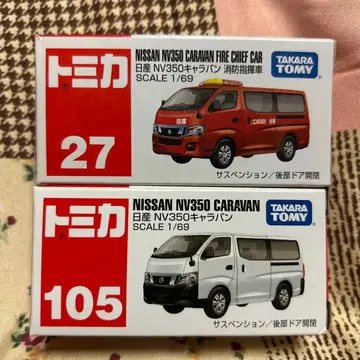 トミカ
27
NISSAN NV350 CARAVAN FIRE CHIEF CAR
日産 NV350キャラバン 消防指揮車
SCALE 1/69
TAKARA
TOMY
サスペンション／後部ドア開閉
トミカ
105
NISSAN NV350 CARAVAN
日産 NV350キャラバン
SCALE 1/69
TAKARA
TOMY
サスペンション／後部ドア開閉